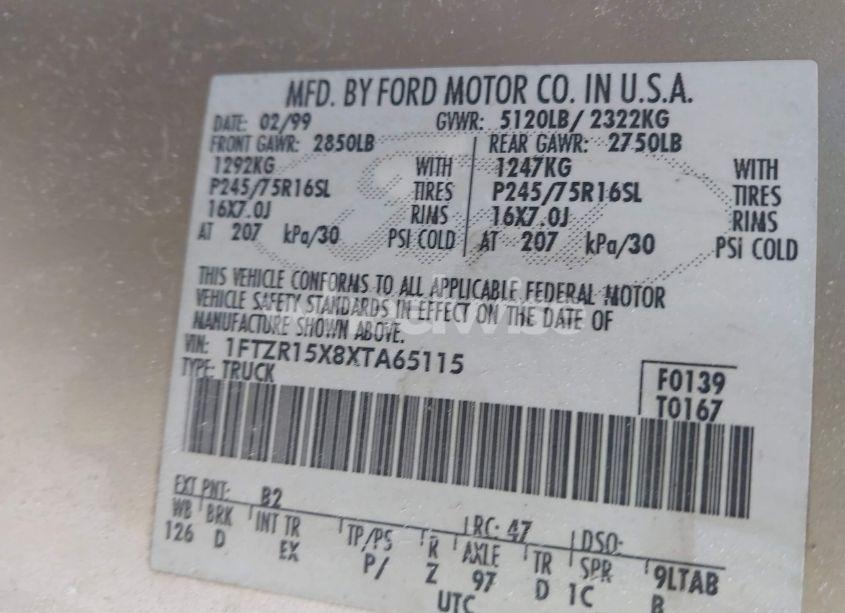 MFD. BY FORD MOTOR CO. IN U.S.A.
DATE: 02/99 GVWR: 5120LB/ 2322KG
FRONT GAWR: 2850LB REAR GAWR: 2750LB
1292KG WITH 1247KG WITH
P245/75R16SL TIRES P245/75R16SL TIRES
16X7.0J RIMS 16X7.0J RIMS
AT 207 kPa/30 PSI COLD AT 207 kPa/30 PSi COLD
THIS VEHICLE CONFORMS TO ALL APPLICABLE FEDERAL MOTOR
VEHICLE SAFETY STANDARDS IN EFFECT ON THE DATE OF
MANUFACTURE SHOWN ABOVE.
VIN: 1FTZR15X8XTA65115
TYPE: TRUCK
F0139
T0167
EXT PNT: B2 RC: 47 DSO:
WB BRK INT TR TP/PS R AXLE TR SPR 9LTAB
126 D EX P/ Z 97 D 1C B
UTC